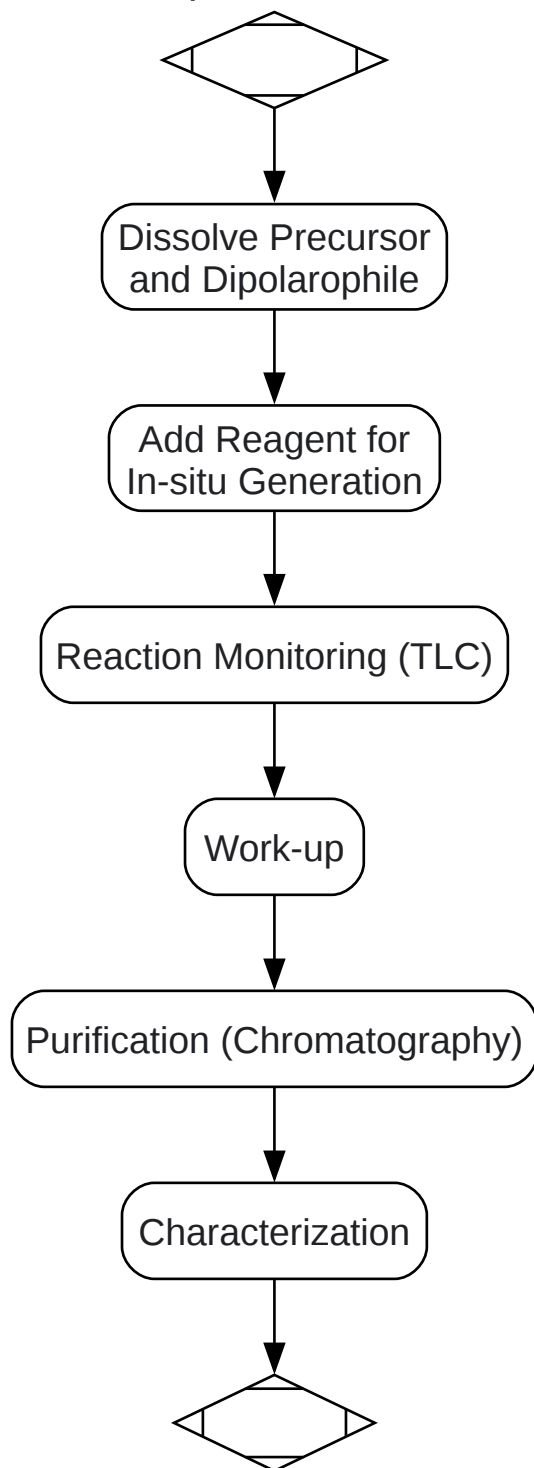 Dissolve Precursor
and Dipolarophile
Add Reagent for
In-situ Generation
Reaction Monitoring (TLC)
Work-up
Purification (Chromatography)
Characterization